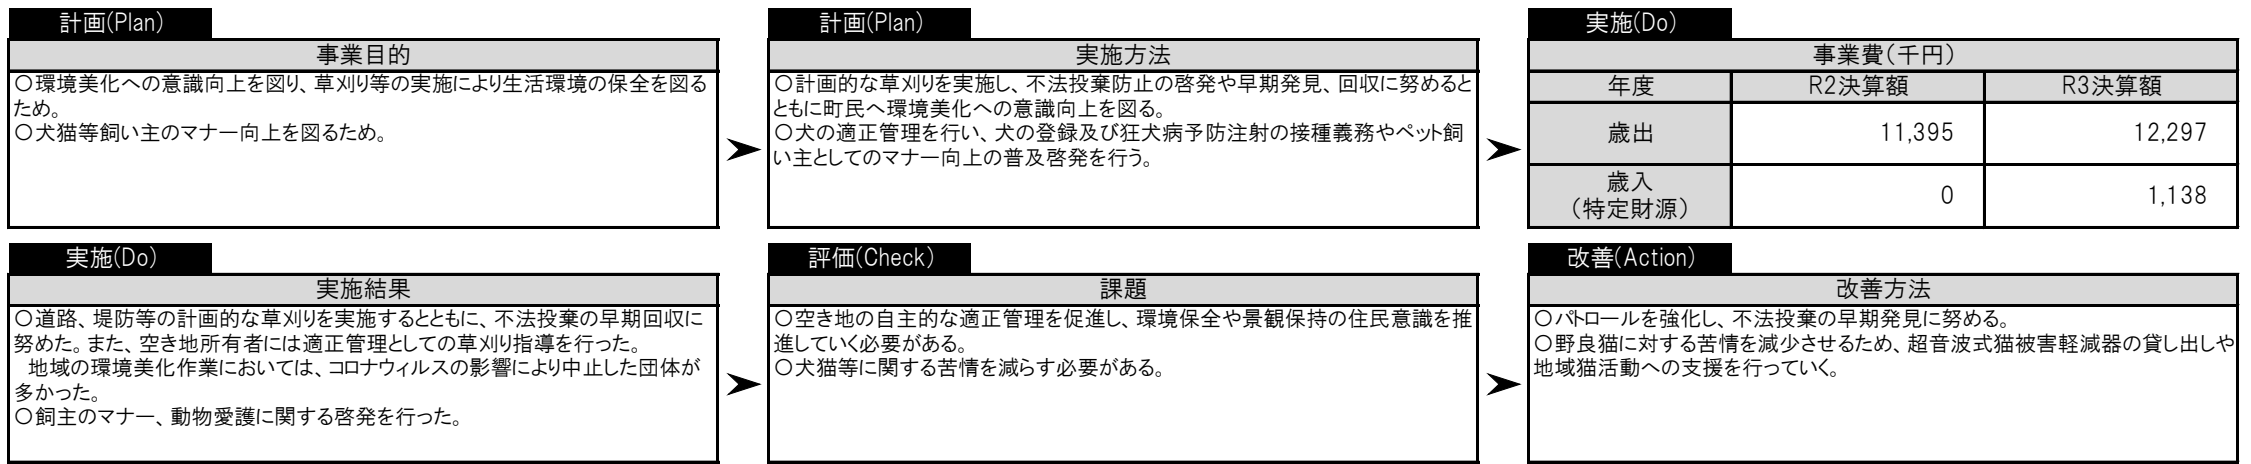 計画(Plan)
事業目的
○環境美化への意識向上を図り、草刈り等の実施により生活環境の保全を図る
ため。
○犬猫等飼い主のマナー向上を図るため。
計画(Plan)
実施方法
○計画的な草刈りを実施し、不法投棄防止の啓発や早期発見、回収に努めると
ともに町民へ環境美化への意識向上を図る。
○犬の適正管理を行い、犬の登録及び狂犬病予防注射の接種義務やペット飼
い主としてのマナー向上の普及啓発を行う。
実施(Do)
事業費(千円)
年度 R2決算額 R3決算額
歳出 11,395 12,297
歳入
(特定財源) 0 1,138
実施(Do)
実施結果
○道路、堤防等の計画的な草刈りを実施するとともに、不法投棄の早期回収に
努めた。また、空き地所有者には適正管理としての草刈り指導を行った。
地域の環境美化作業においては、コロナウィルスの影響により中止した団体が
多かった。
○飼主のマナー、動物愛護に関する啓発を行った。
評価(Check)
課題
○空き地の自主的な適正管理を促進し、環境保全や景観保持の住民意識を推
進していく必要がある。
○犬猫等に関する苦情を減らす必要がある。
改善(Action)
改善方法
○パトロールを強化し、不法投棄の早期発見に努める。
○野良猫に対する苦情を減少させるため、超音波式猫被害軽減器の貸し出しや
地域猫活動への支援を行っていく。